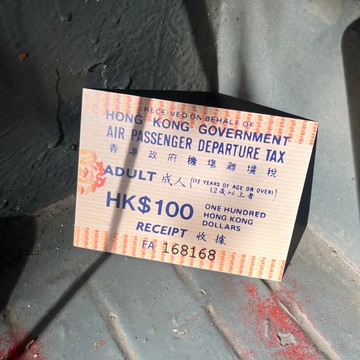 RECEIVED ON BEHALF OF
HONG KONG GOVERNMENT
AIR PASSENGER DEPARTURE TAX
香港政府機場離境稅
ADULT 成人 (12 YEARS OF AGE OR OVER)
12歲以上者
HK$100 ONE HUNDRED
HONG KONG
DOLLARS
RECEIPT 收據
FA 168168